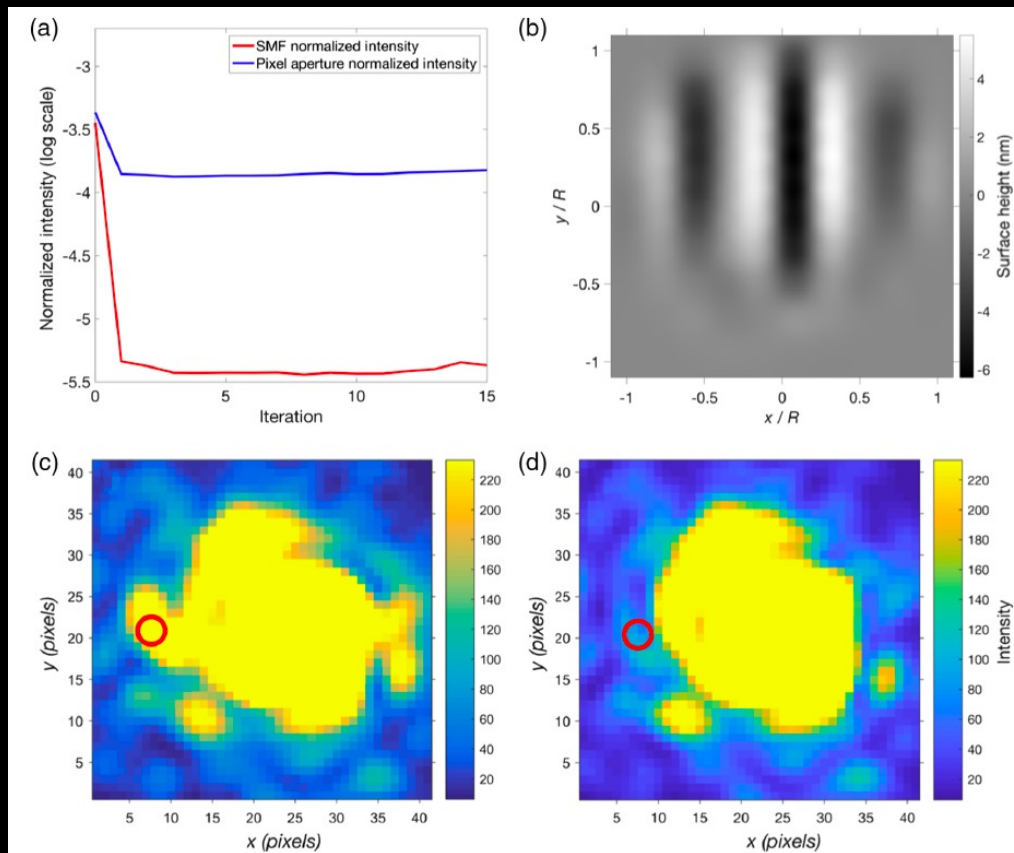 (a)
SMF normalized intensity
Pixel aperture normalized intensity
Normalized intensity (log scale)
-3
-3.5
-4
-4.5
-5
-5.5
0 5 10 15
Iteration
(b)
y / R
1
0.5
0
-0.5
-1
-1 -0.5 0 0.5 1
x / R
4
2
0
-2
-4
-6
Surface height (nm)
(c)
y (pixels)
40
35
30
25
20
15
10
5
5 10 15 20 25 30 35 40
x (pixels)
220
200
180
160
140
120
100
80
60
40
20
(d)
y (pixels)
40
35
30
25
20
15
10
5
5 10 15 20 25 30 35 40
x (pixels)
220
200
180
160
140
120
100
80
60
40
20
Intensity